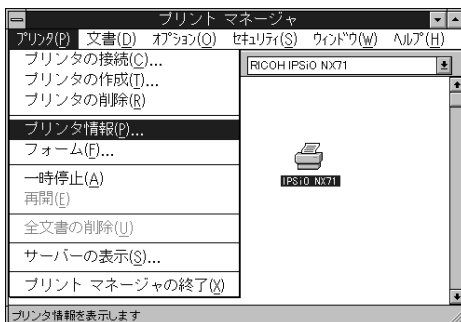 プリント マネージャ
プリンタ(P) 文書(D) オプション(O) セキュリティ(S) ウィンドウ(W) ヘルプ(H)
プリンタの接続(C)...
プリンタの作成(T)...
プリンタの削除(R)
プリンタ情報(P)...
フォーム(F)...
一時停止(A)
再開(E)
全文書の削除(U)
サーバーの表示(S)...
プリント マネージャの終了(X)
RICOH IPSiO NX71
IPSiO NX71
プリンタ情報を表示します